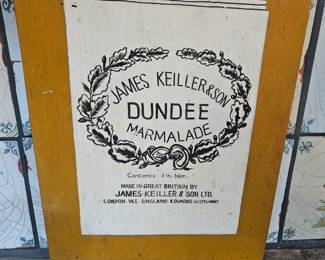 JAMES KEILLER & SON
DUNDEE
MARMALADE
Contents 1 lb. Net.
MADE IN GREAT BRITAIN BY
JAMES KEILLER & SON LTD.
LONDON W.I. ENGLAND & DUNDEE SCOTLAND